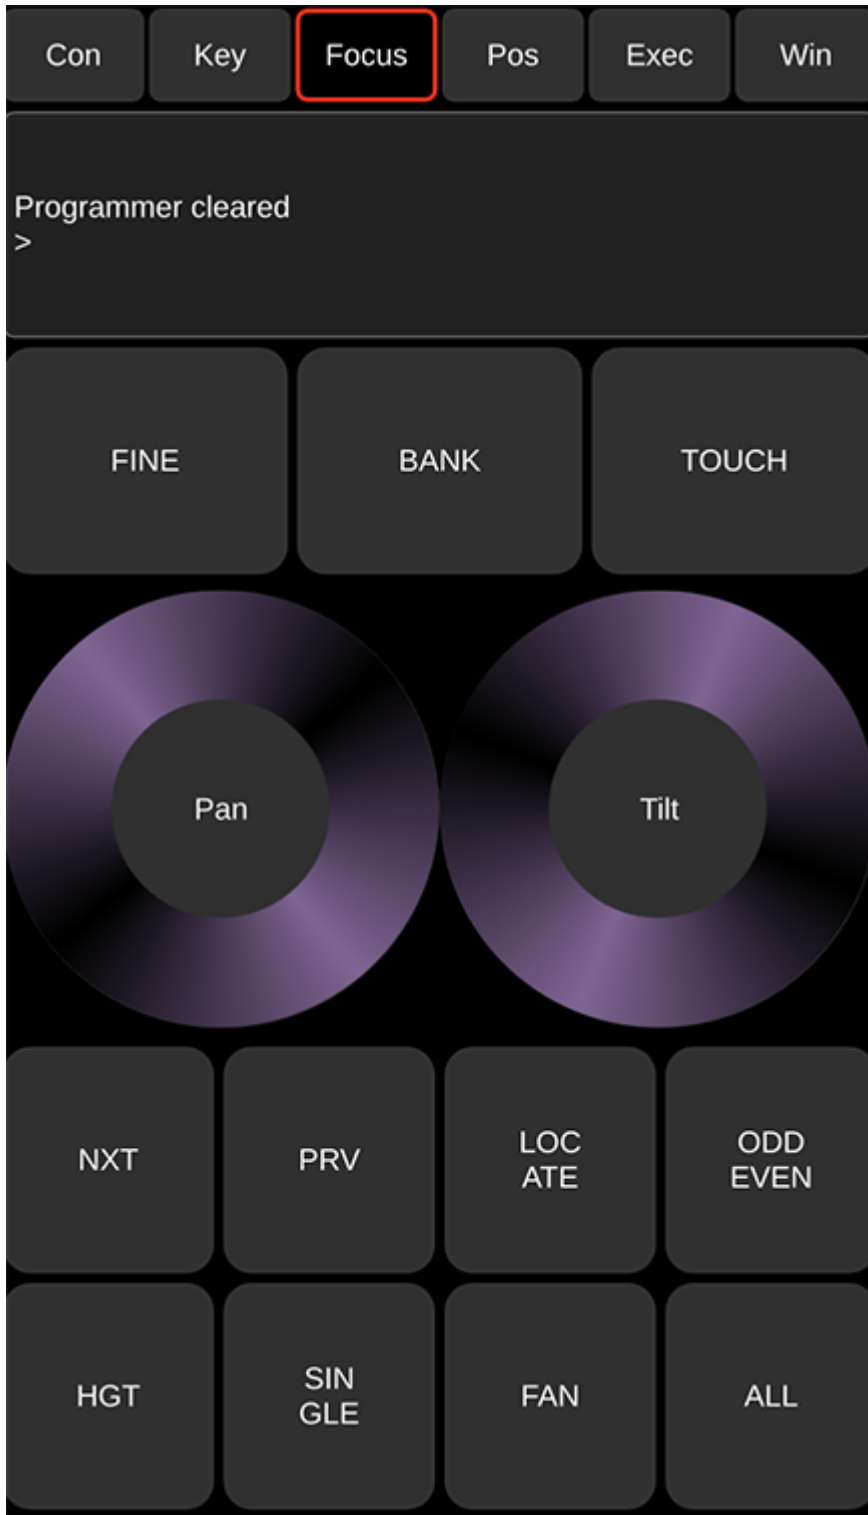 Con Key Focus Pos Exec Win
Programmer cleared
>
FINE BANK TOUCH
Pan Tilt
NXT PRV LOC
ATE ODD
EVEN
HGT SIN
GLE FAN ALL